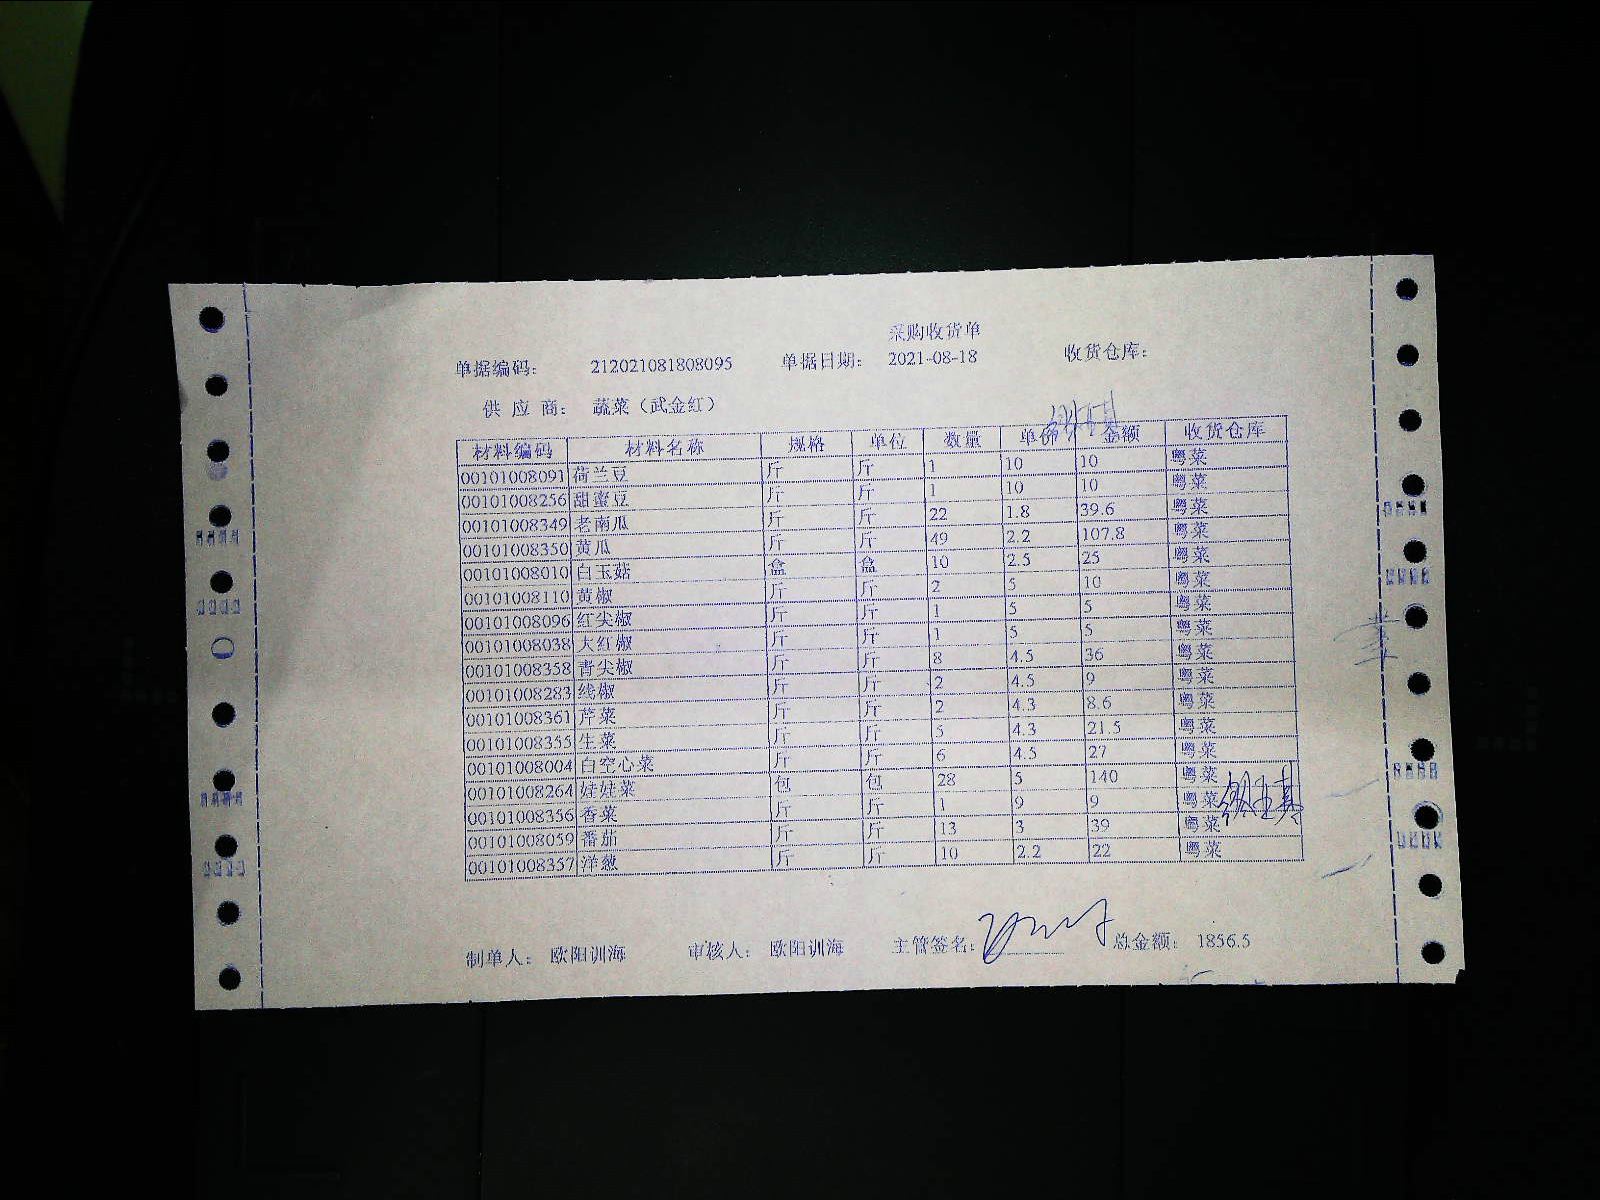 采购收货单
单据编码： 212021081808095 单据日期： 2021-08-18 收货仓库：
供 应 商： 蔬菜（武金红）
材料编码 材料名称 规格 单位 数量 单价 金额 收货仓库
00101008091 荷兰豆 斤 斤 1 10 10 粤菜
00101008256 甜蜜豆 斤 斤 1 10 10 粤菜
00101008349 老南瓜 斤 斤 22 1.8 39.6 粤菜
00101008350 黄瓜 斤 斤 49 2.2 107.8 粤菜
00101008010 白玉菇 盒 盒 10 2.5 25 粤菜
00101008110 黄椒 斤 斤 2 5 10 粤菜
00101008096 红尖椒 斤 斤 1 5 5 粤菜
00101008038 大红椒 斤 斤 1 5 5 粤菜
00101008358 青尖椒 斤 斤 8 4.5 36 粤菜
00101008283 线椒 斤 斤 2 4.5 9 粤菜
00101008361 芹菜 斤 斤 2 4.3 8.6 粤菜
00101008355 生菜 斤 斤 5 4.3 21.5 粤菜
00101008004 白空心菜 斤 斤 6 4.5 27 粤菜
00101008264 娃娃菜 包 包 28 5 140 粤菜
00101008356 香菜 斤 斤 1 9 9 粤菜
00101008059 番茄 斤 斤 13 3 39 粤菜
00101008357 洋葱 斤 斤 10 2.2 22 粤菜
制单人： 欧阳训海 审核人： 欧阳训海 主管签名： 总金额： 1856.5